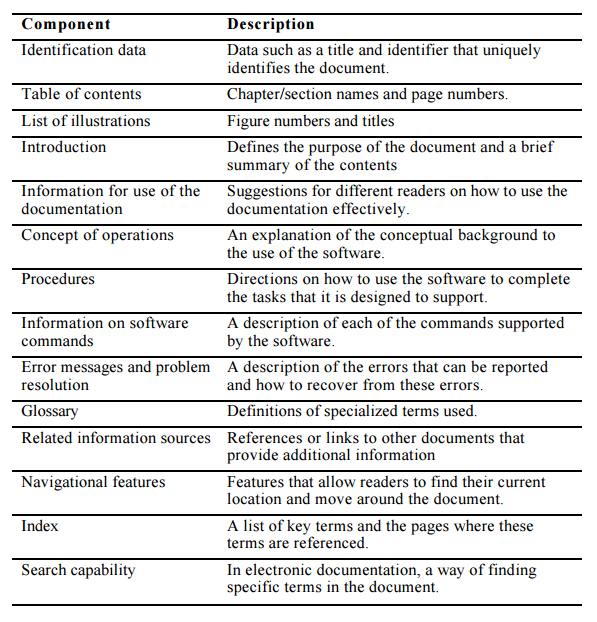 Component Description
Identification data Data such as a title and identifier that uniquely
identifies the document.
Table of contents Chapter/section names and page numbers.
List of illustrations Figure numbers and titles
Introduction Defines the purpose of the document and a brief
summary of the contents
Information for use of the Suggestions for different readers on how to use the
documentation documentation effectively.
Concept of operations An explanation of the conceptual background to
the use of the software.
Procedures Directions on how to use the software to complete
the tasks that it is designed to support.
Information on software A description of each of the commands supported
commands by the software.
Error messages and problem A description of the errors that can be reported
resolution and how to recover from these errors.
Glossary Definitions of specialized terms used.
Related information sources References or links to other documents that
provide additional information
Navigational features Features that allow readers to find their current
location and move around the document.
Index A list of key terms and the pages where these
terms are referenced.
Search capability In electronic documentation, a way of finding
specific terms in the document.